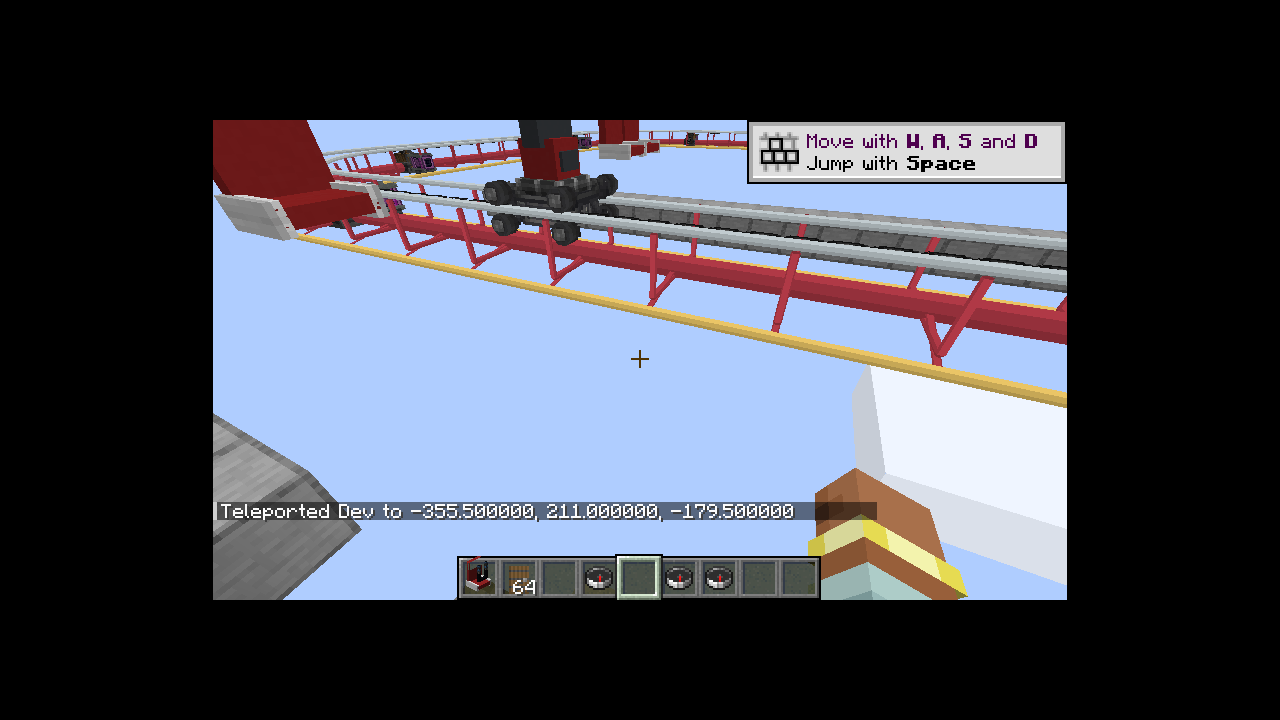 Move with W, A, S and D
Jump with Space
Teleported Dev to -355.500000, 211.000000, -179.500000
64